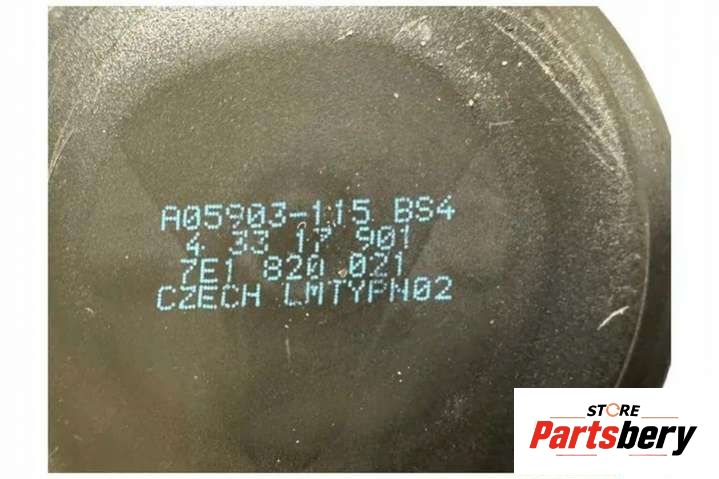 A05903-115 BS4
4 33 17 901
7E1 820 021
CZECH LMTYPN02
STORE
Partsbery